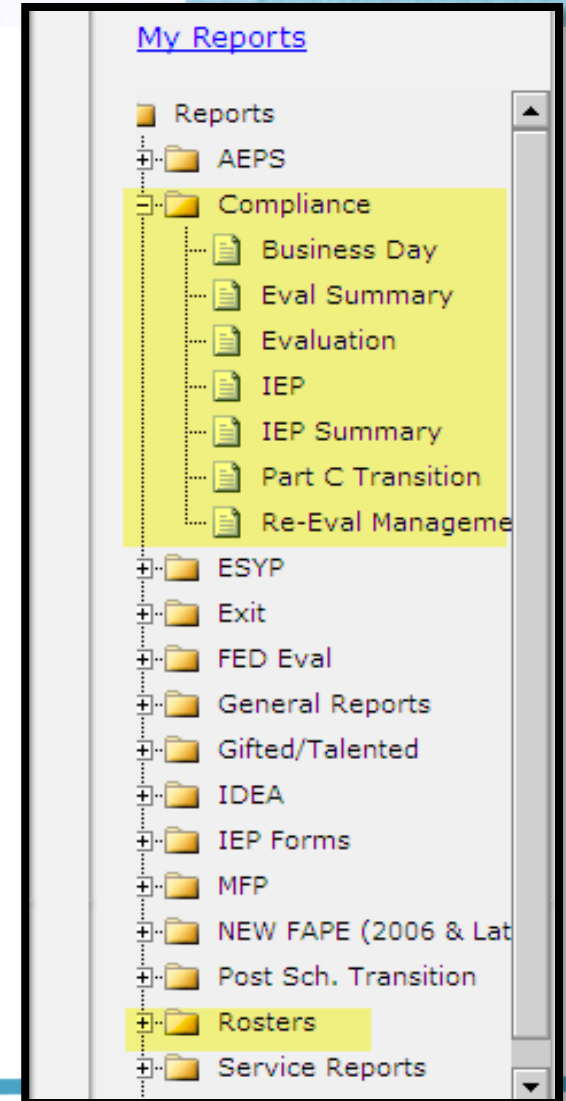 My Reports
Reports
AEPS
Compliance
Business Day
Eval Summary
Evaluation
IEP
IEP Summary
Part C Transition
Re-Eval Manageme
ESYP
Exit
FED Eval
General Reports
Gifted/Talented
IDEA
IEP Forms
MFP
NEW FAPE (2006 & Lat
Post Sch. Transition
Rosters
Service Reports